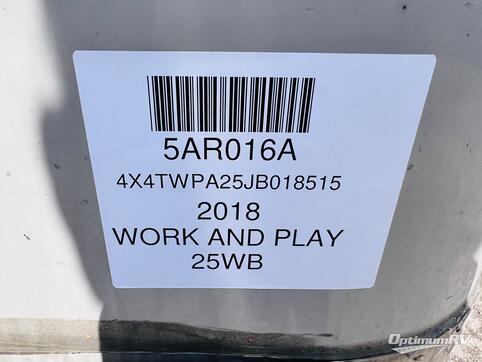 5AR016A
4X4TWPA25JB018515
2018
WORK AND PLAY
25WB
OptimumRV